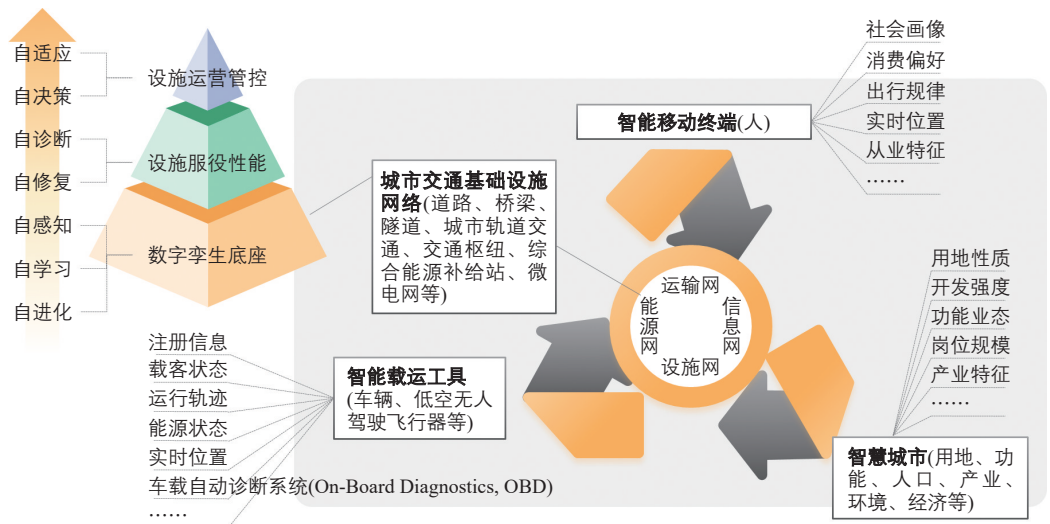 自适应
自决策
自诊断
自修复
自感知
自学习
自进化
设施运营管控
设施服役性能
数字孪生底座
城市交通基础设施
网络(道路、桥梁、
隧道、城市轨道交
通、交通枢纽、综
合能源补给站、微
电网等)
智能移动终端(人)
社会画像
消费偏好
出行规律
实时位置
从业特征
……
运输网
能源网
信息网
设施网
用地性质
开发强度
功能业态
岗位规模
产业特征
……
智慧城市(用地、功
能、人口、产业、
环境、经济等)
注册信息
载客状态
运行轨迹
能源状态
实时位置
车载自动诊断系统(On-Board Diagnostics, OBD)
……
智能载运工具
(车辆、低空无人
驾驶飞行器等)